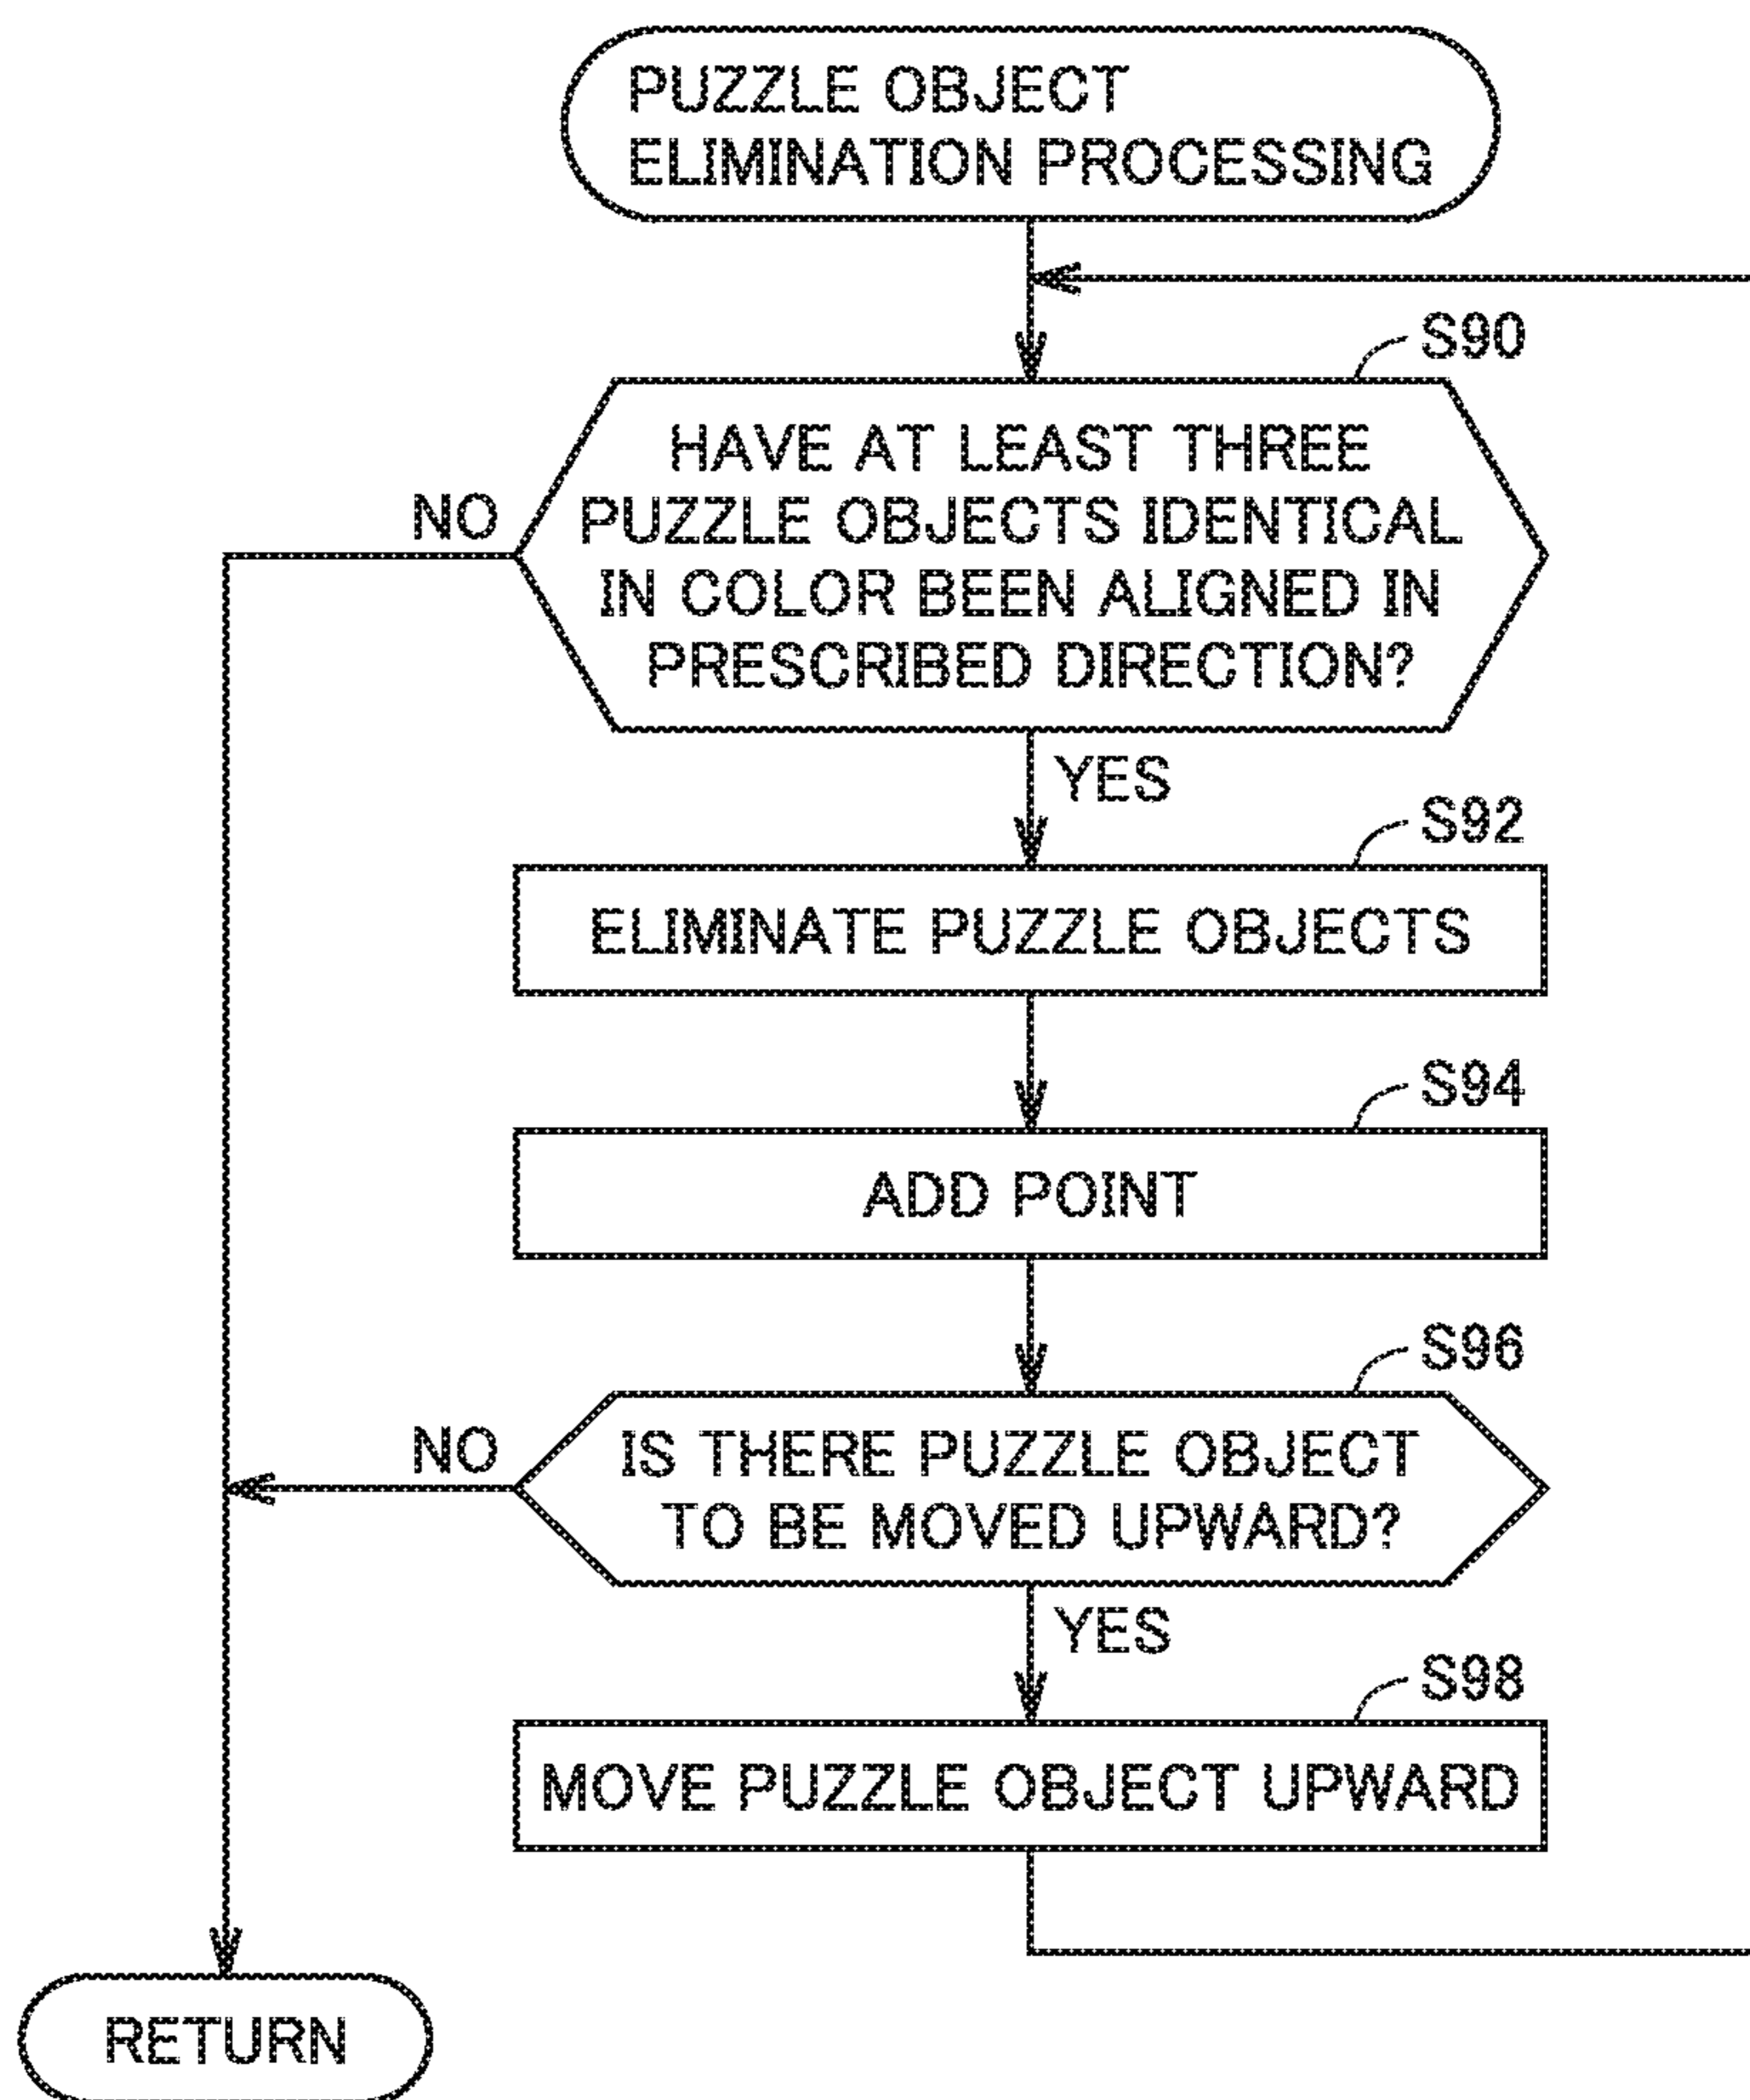 PUZZLE OBJECT
ELIMINATION PROCESSING
S90
HAVE AT LEAST THREE
PUZZLE OBJECTS IDENTICAL
IN COLOR BEEN ALIGNED IN
PRESCRIBED DIRECTION?
NO
YES
S92
ELIMINATE PUZZLE OBJECTS
S94
ADD POINT
S96
IS THERE PUZZLE OBJECT
TO BE MOVED UPWARD?
NO
YES
S98
MOVE PUZZLE OBJECT UPWARD
RETURN